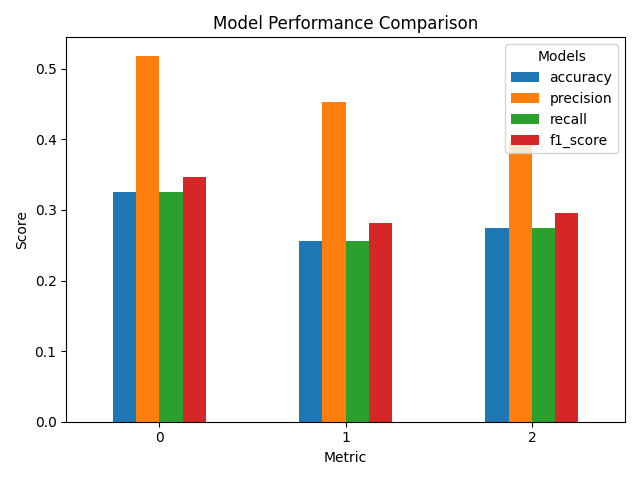 Model Performance Comparison
Models
accuracy
precision
recall
f1_score
Score
0.5
0.4
0.3
0.2
0.1
0.0
0 1 2
Metric